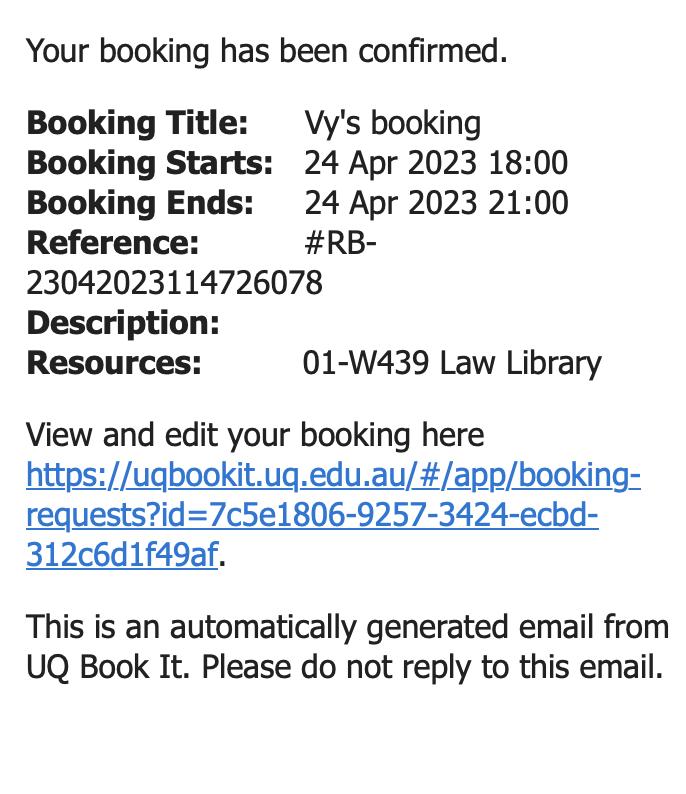 Your booking has been confirmed.
Booking Title: Vy's booking
Booking Starts: 24 Apr 2023 18:00
Booking Ends: 24 Apr 2023 21:00
Reference: #RB-
23042023114726078
Description:
Resources: 01-W439 Law Library
View and edit your booking here
https://uqbookit.uq.edu.au/#/app/booking-
requests?id=7c5e1806-9257-3424-ecbd-
312c6d1f49af.
This is an automatically generated email from
UQ Book It. Please do not reply to this email.